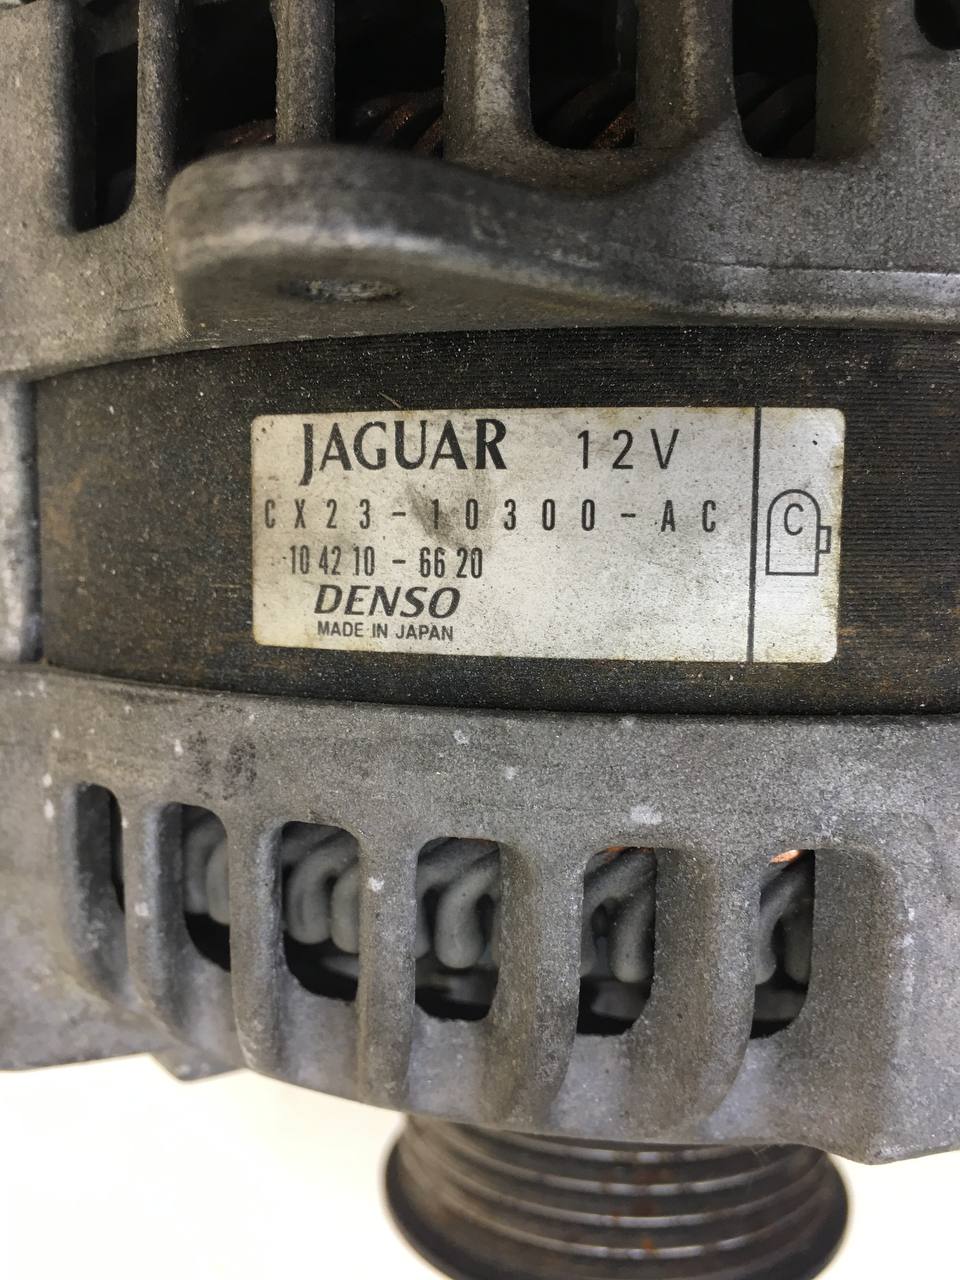 JAGUAR 12V
CX23-10300-AC
104210-6620
DENSO
MADE IN JAPAN
C